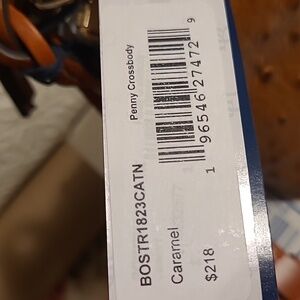 Penny Crossbody
1 96546 27472 9
BOSTR1823CATN
Caramel
$218